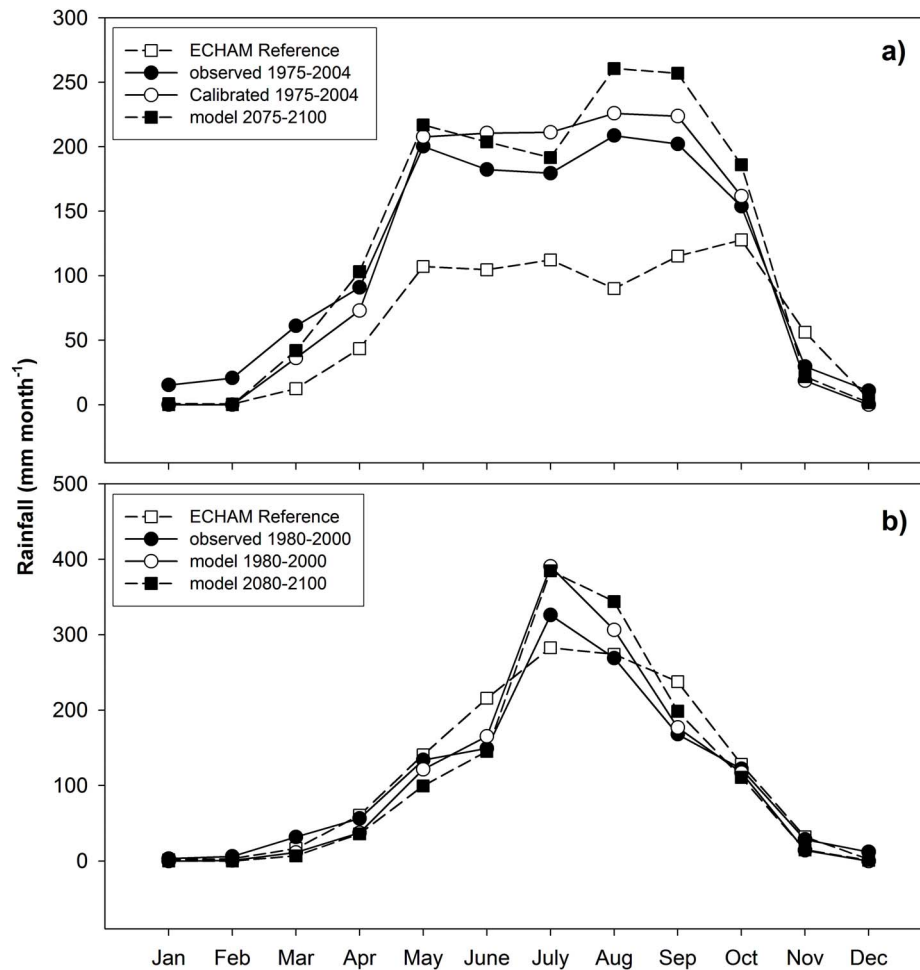 300
250
200
150
100
50
0
a)
ECHAM Reference
observed 1975-2004
Calibrated 1975-2004
model 2075-2100
Rainfall (mm month⁻¹)
500
400
300
200
100
0
b)
ECHAM Reference
observed 1980-2000
model 1980-2000
model 2080-2100
Jan Feb Mar Apr May June July Aug Sep Oct Nov Dec